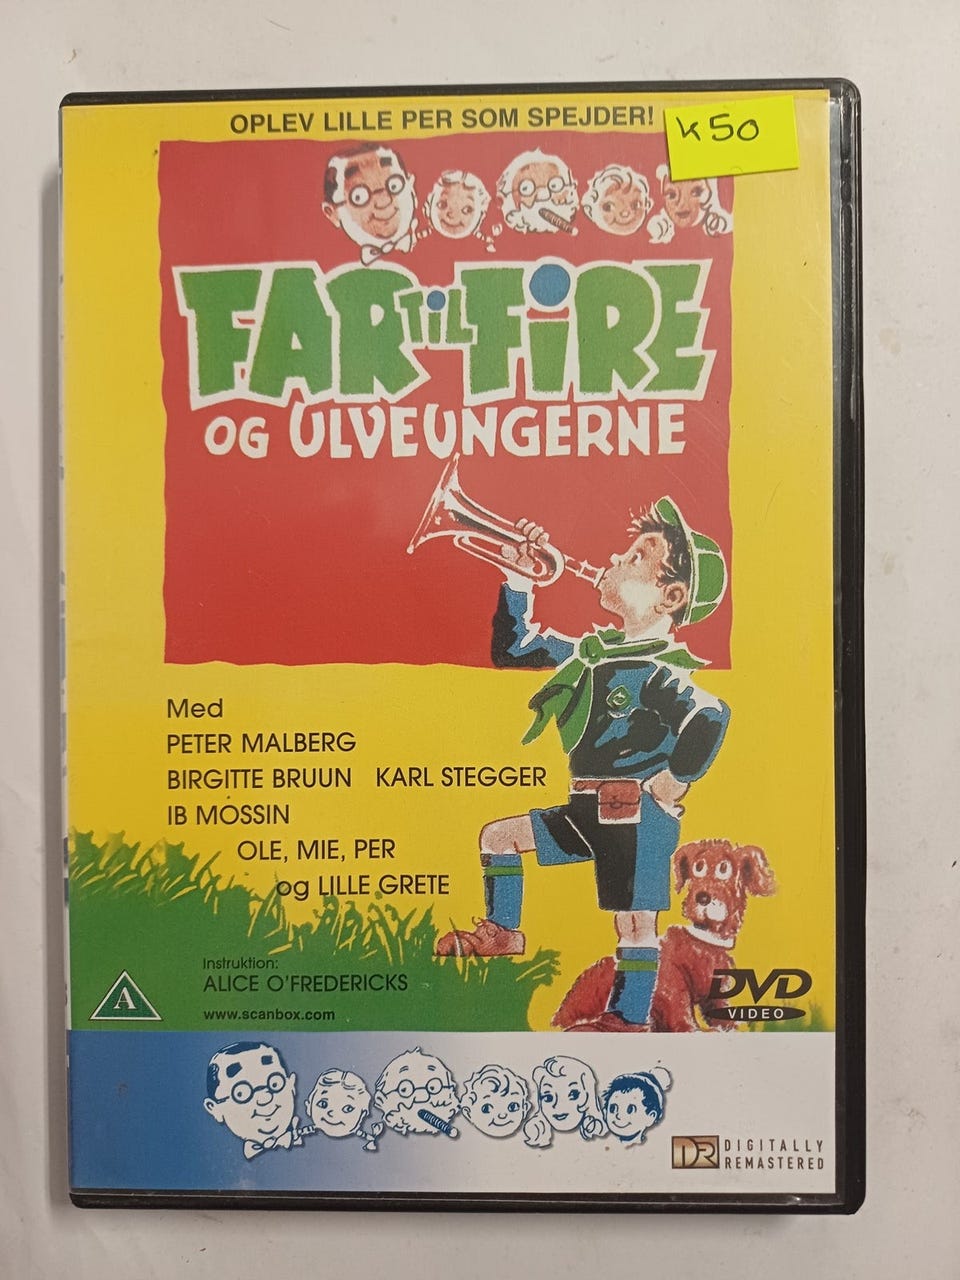 OPLEV LILLE PER SOM SPEJDER!
K50
FAR TIL FIRE
OG ULVEUNGERNE
Med
PETER MALBERG
BIRGITTE BRUUN KARL STEGGER
IB MOSSIN
OLE, MIE, PER
og LILLE GRETE
Instruktion:
ALICE O'FREDERICKS
A
www.scanbox.com
DVD
VIDEO
DR DIGITALLY
REMASTERED